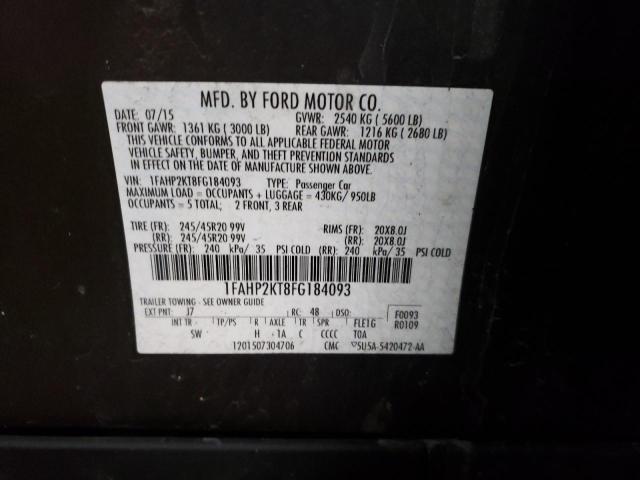 MFD. BY FORD MOTOR CO.
DATE: 07/15 GVWR: 2540 KG ( 5600 LB)
FRONT GAWR: 1361 KG ( 3000 LB) REAR GAWR: 1216 KG ( 2680 LB)
THIS VEHICLE CONFORMS TO ALL APPLICABLE FEDERAL MOTOR
VEHICLE SAFETY, BUMPER, AND THEFT PREVENTION STANDARDS
IN EFFECT ON THE DATE OF MANUFACTURE SHOWN ABOVE.
VIN: 1FAHP2KT8FG184093 TYPE: Passenger Car
MAXIMUM LOAD = OCCUPANTS + LUGGAGE = 430KG/ 950LB
OCCUPANTS = 5 TOTAL; 2 FRONT, 3 REAR
TIRE (FR): 245/45R20 99V RIMS (FR): 20X8.0J
(RR): 245/45R20 99V (RR): 20X8.0J
PRESSURE (FR): 240 kPa/ 35 PSI COLD (RR): 240 kPa/ 35 PSI COLD
1FAHP2KT8FG184093
TRAILER TOWING - SEE OWNER GUIDE
EXT PNT: J7 RC: 48 DSO: F0093
INT TR TP/PS R AXLE TR SPR FLE1G R0109
SW H 1A C CCCC TOA
1201507304706 CMC 5U5A-5420472-AA